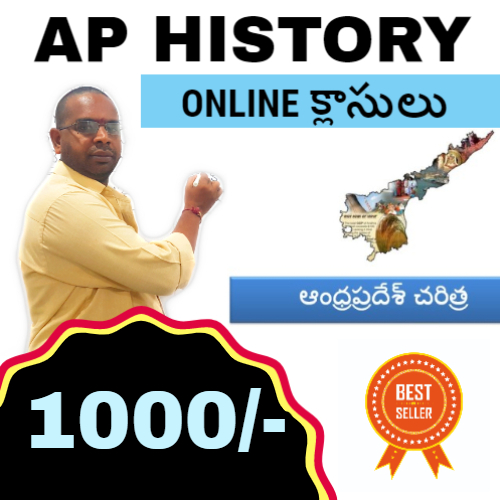 AP HISTORY
ONLINE క్లాసులు
ఆంధ్రప్రదేశ్ చరిత్ర
1000/-
BEST
SELLER